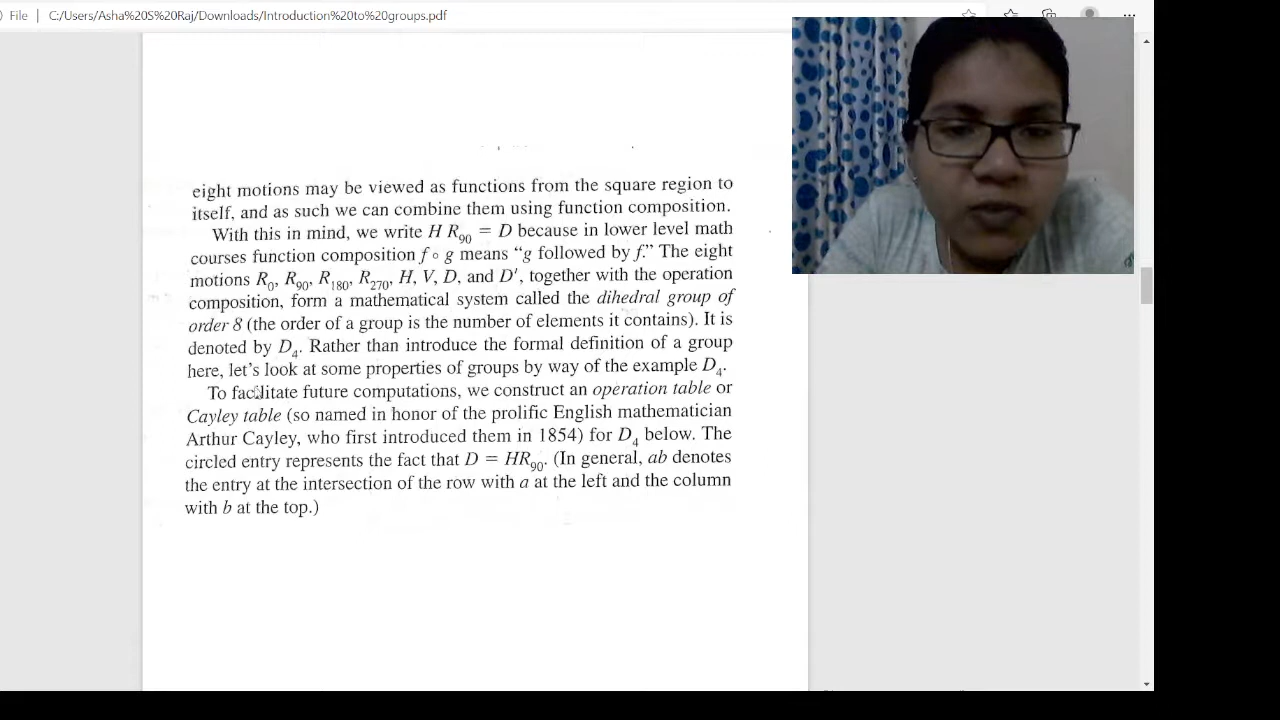 File | C:/Users/Asha%20S%20Raj/Downloads/Introduction%20to%20groups.pdf
eight motions may be viewed as functions from the square region to
itself, and as such we can combine them using function composition.
With this in mind, we write H R₉₀ = D because in lower level math
courses function composition f ∘ g means “g followed by f.” The eight
motions R₀, R₉₀, R₁₈₀, R₂₇₀, H, V, D, and D′, together with the operation
composition, form a mathematical system called the dihedral group of
order 8 (the order of a group is the number of elements it contains). It is
denoted by D₄. Rather than introduce the formal definition of a group
here, let’s look at some properties of groups by way of the example D₄.
To facilitate future computations, we construct an operation table or
Cayley table (so named in honor of the prolific English mathematician
Arthur Cayley, who first introduced them in 1854) for D₄ below. The
circled entry represents the fact that D = HR₉₀. (In general, ab denotes
the entry at the intersection of the row with a at the left and the column
with b at the top.)